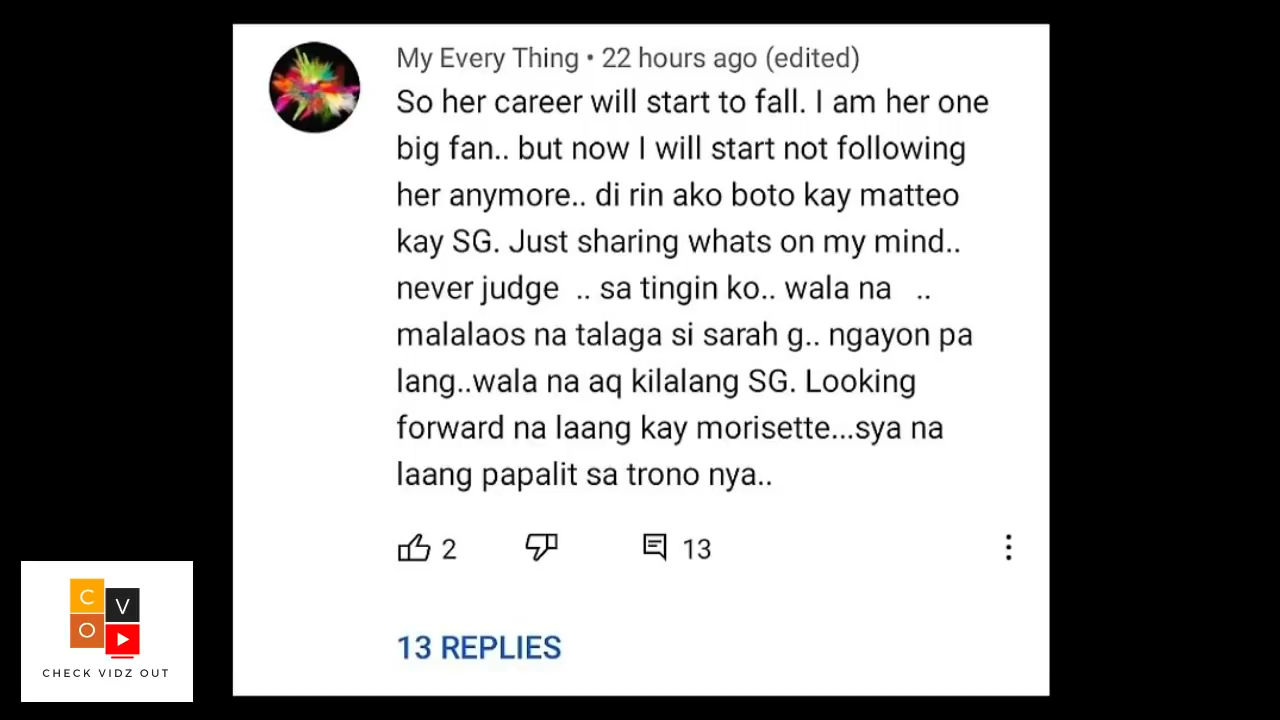 My Every Thing • 22 hours ago (edited)
So her career will start to fall. I am her one
big fan.. but now I will start not following
her anymore.. di rin ako boto kay matteo
kay SG. Just sharing whats on my mind..
never judge .. sa tingin ko.. wala na ..
malalaos na talaga si sarah g.. ngayon pa
lang..wala na aq kilalang SG. Looking
forward na laang kay morisette...sya na
laang papalit sa trono nya..
2
13
13 REPLIES
C
V
O
CHECK VIDZ OUT